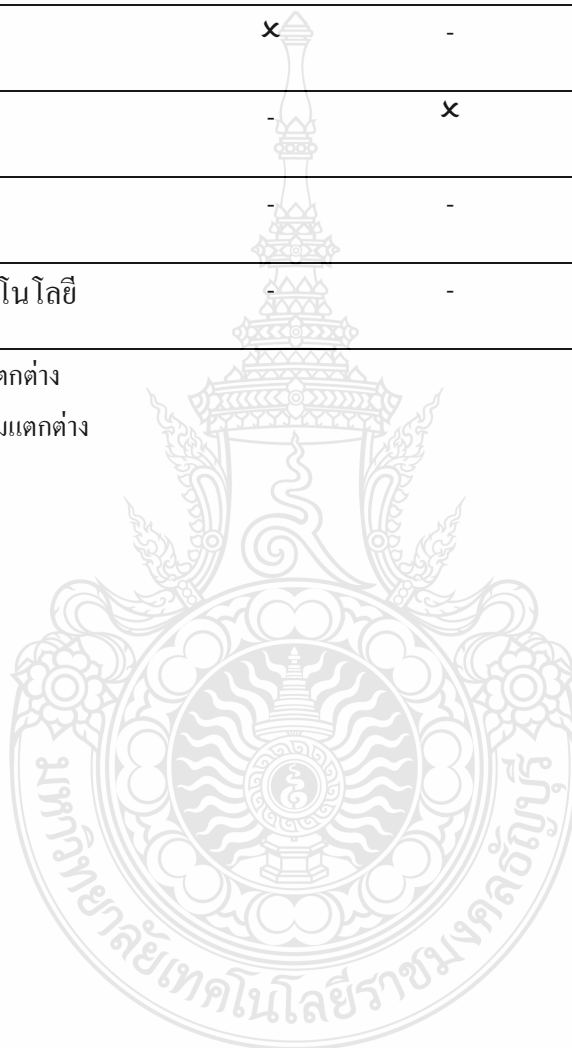 × -
- ×
- -
โนโลยี - -
ตกต่าง
มแตกต่าง
มหาวิทยาลัยเทคโนโลยีราชมงคลธัญบุรี